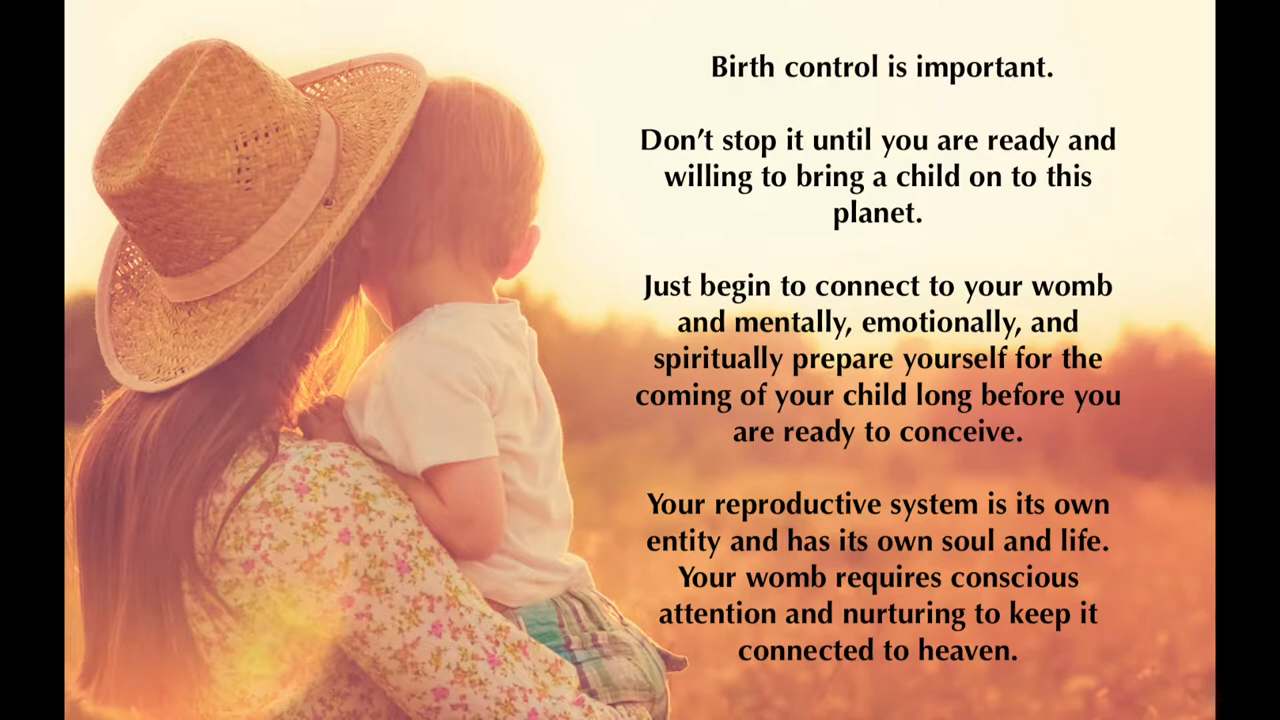 Birth control is important.
Don’t stop it until you are ready and
willing to bring a child on to this
planet.
Just begin to connect to your womb
and mentally, emotionally, and
spiritually prepare yourself for the
coming of your child long before you
are ready to conceive.
Your reproductive system is its own
entity and has its own soul and life.
Your womb requires conscious
attention and nurturing to keep it
connected to heaven.